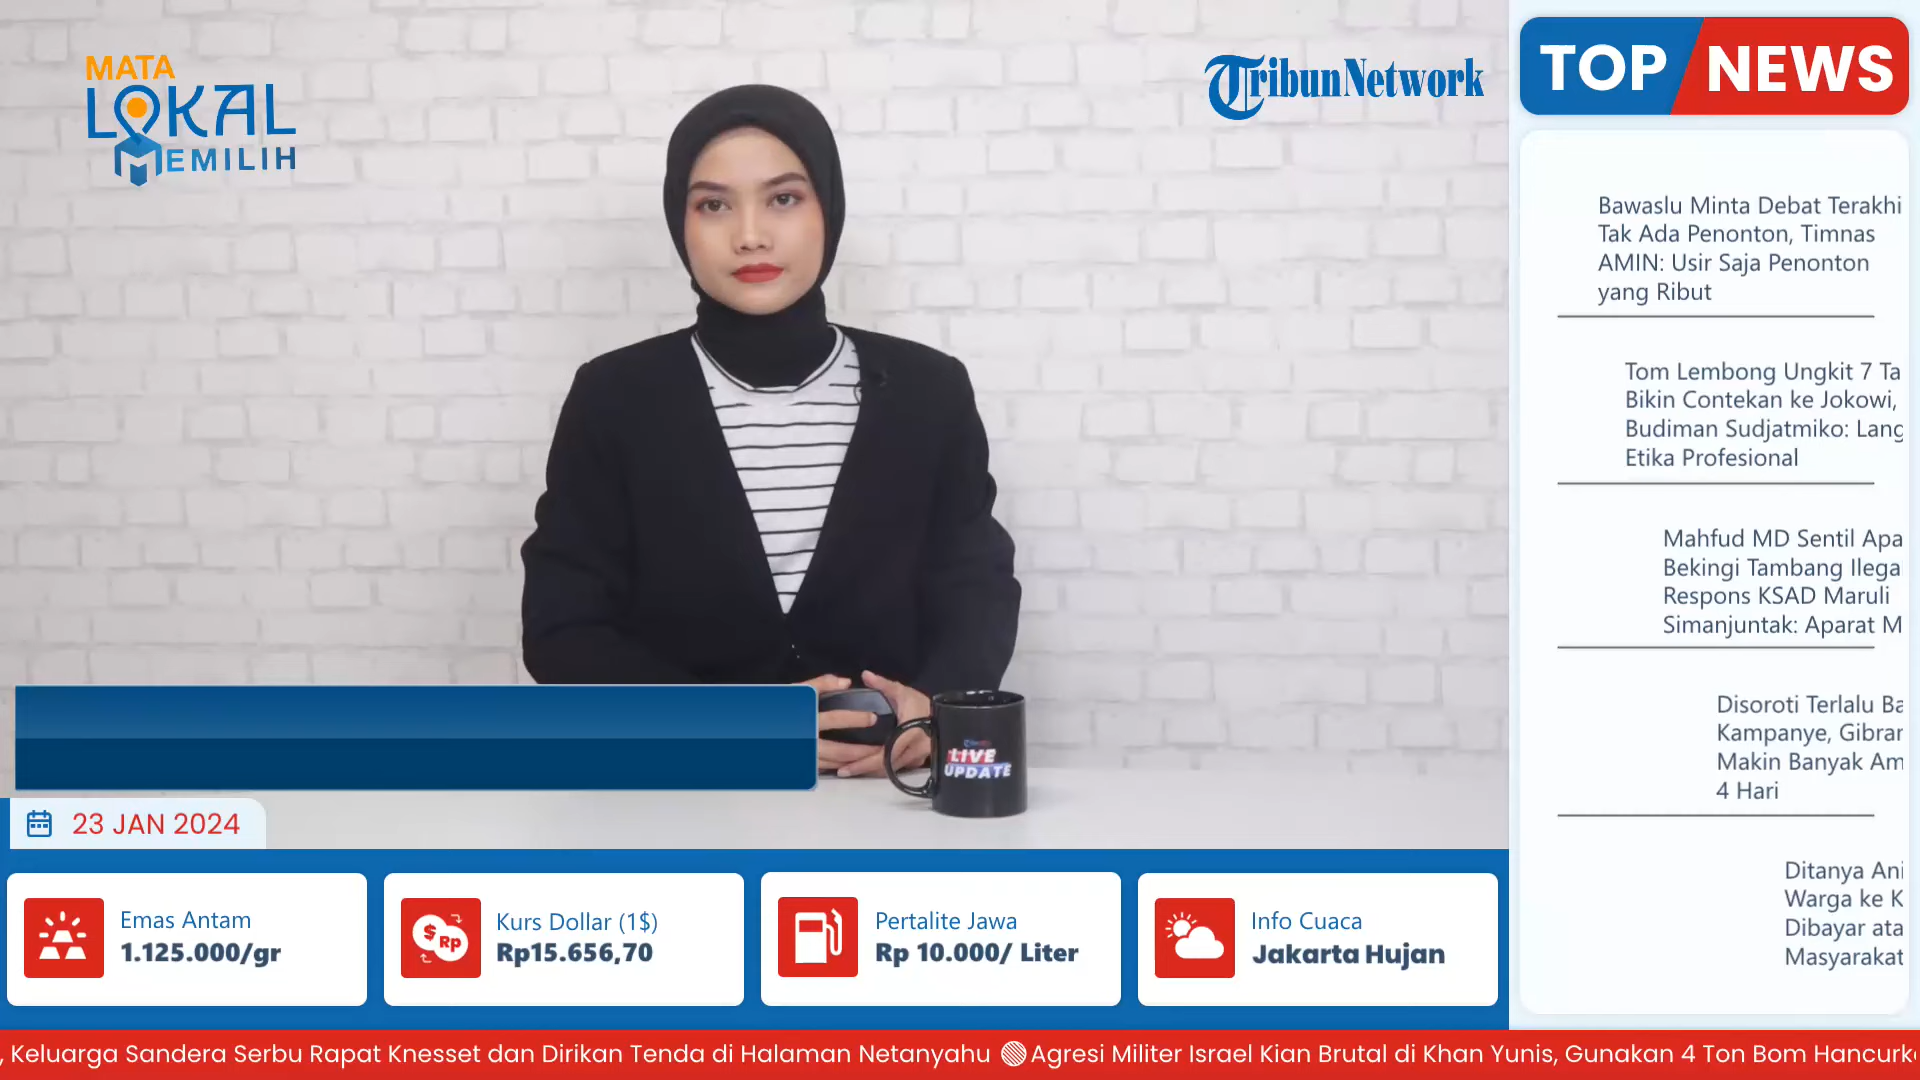 MATA
LOKAL
MEMILIH
TribunNetwork
TOP NEWS
Bawaslu Minta Debat Terakhi
Tak Ada Penonton, Timnas
AMIN: Usir Saja Penonton
yang Ribut
Tom Lembong Ungkit 7 Ta
Bikin Contekan ke Jokowi,
Budiman Sudjatmiko: Lang
Etika Profesional
Mahfud MD Sentil Apa
Bekingi Tambang Ilega
Respons KSAD Maruli
Simanjuntak: Aparat M
Disoroti Terlalu Ba
Kampanye, Gibrar
Makin Banyak Am
4 Hari
Ditanya Ani
Warga ke K
Dibayar ata
Masyarakat
LIVE
UPDATE
23 JAN 2024
Emas Antam
1.125.000/gr
Kurs Dollar (1$)
Rp15.656,70
Pertalite Jawa
Rp 10.000/ Liter
Info Cuaca
Jakarta Hujan
, Keluarga Sandera Serbu Rapat Knesset dan Dirikan Tenda di Halaman Netanyahu Agresi Militer Israel Kian Brutal di Khan Yunis, Gunakan 4 Ton Bom Hancurk